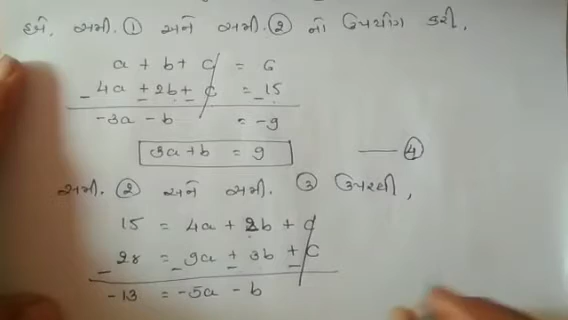 હવે, સમી. ① અને સમી. ② નો ઉપયોગ કરી,
a + b + c = 6
- 4a + 2b + c = 15
- - -
-3a - b = -9
3a + b = 9 —— ④
સમી. ② અને સમી. ③ ઉપરથી,
15 = 4a + 2b + c
- 28 = 9a + 3b + c
- - -
-13 = -5a - b